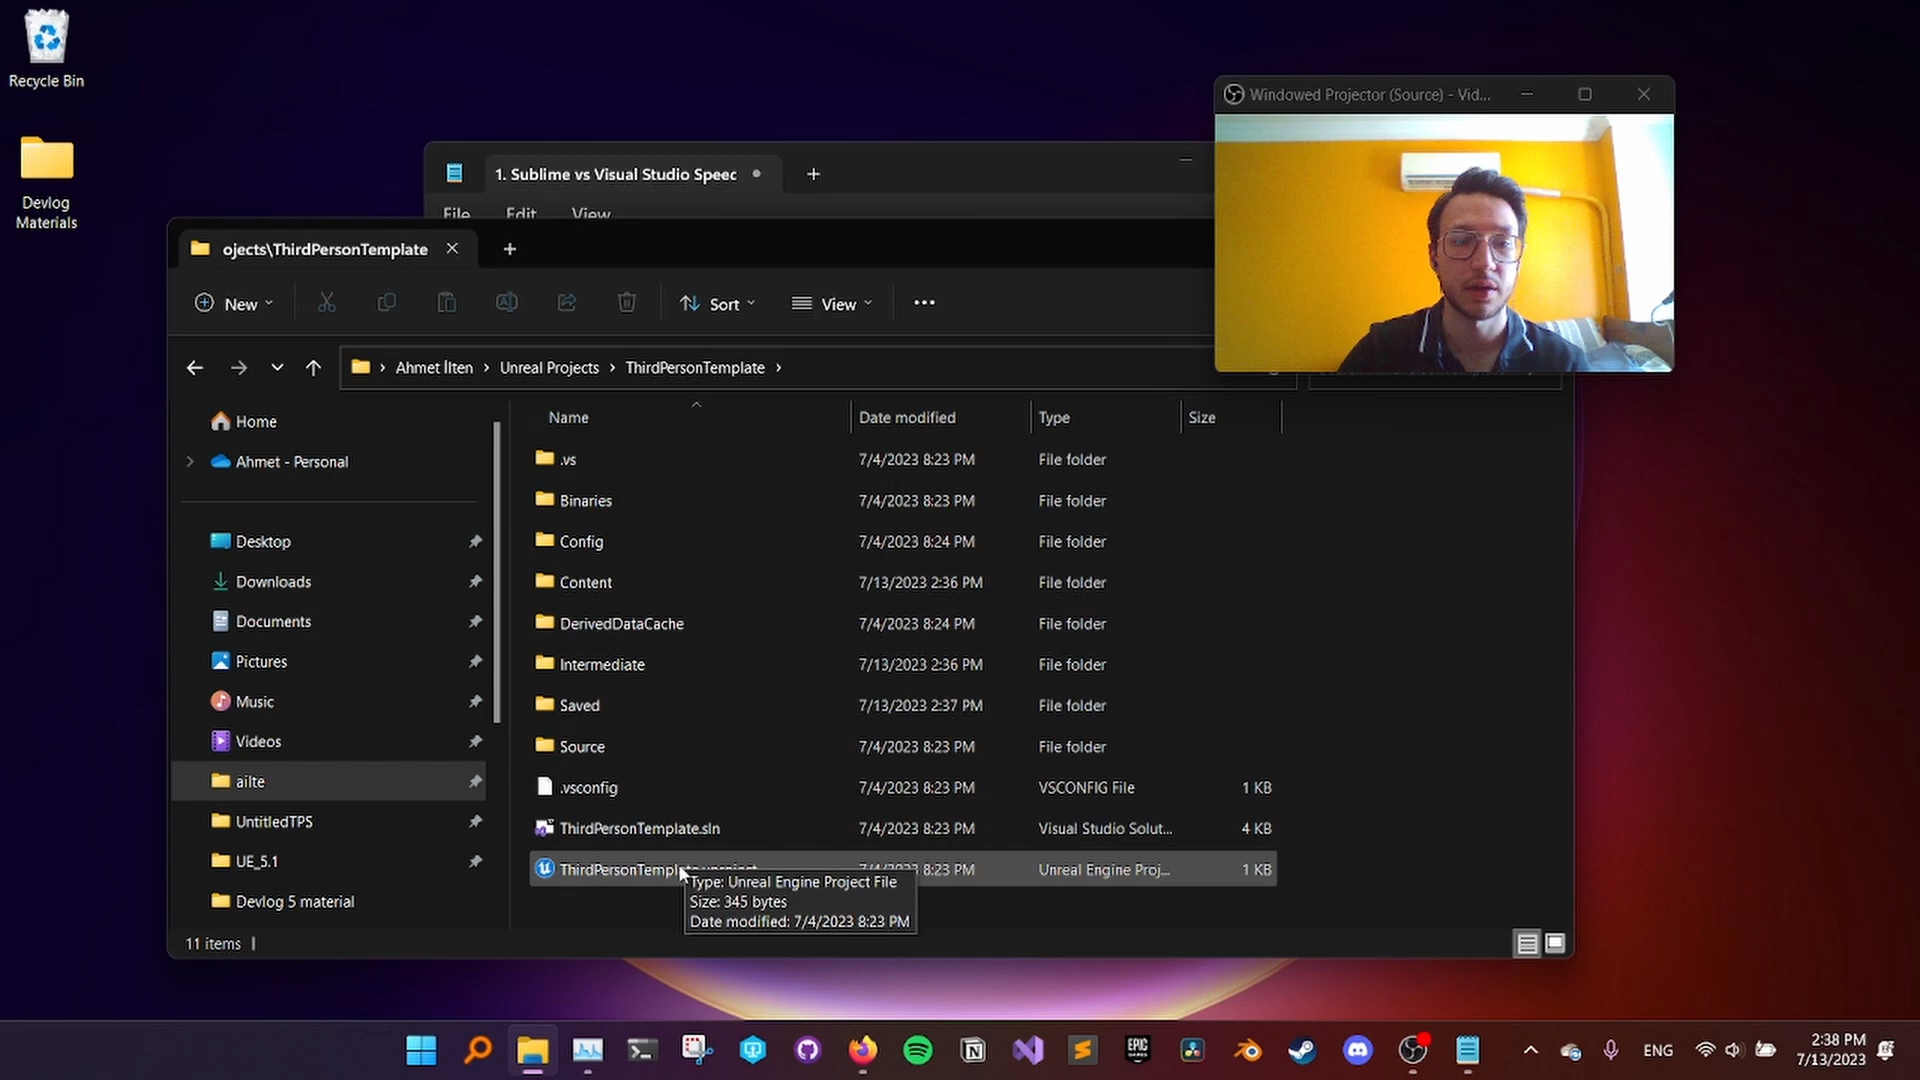 Recycle Bin
Devlog
Materials
Windowed Projector (Source) - Vid...
1. Sublime vs Visual Studio Speec
File Edit View
ojects\ThirdPersonTemplate
New
Sort
View
Ahmet İlten > Unreal Projects > ThirdPersonTemplate >
Home
Ahmet - Personal
Desktop
Downloads
Documents
Pictures
Music
Videos
ailte
UntitledTPS
UE_5.1
Devlog 5 material
Name Date modified Type Size
.vs 7/4/2023 8:23 PM File folder
Binaries 7/4/2023 8:23 PM File folder
Config 7/4/2023 8:24 PM File folder
Content 7/13/2023 2:36 PM File folder
DerivedDataCache 7/4/2023 8:24 PM File folder
Intermediate 7/13/2023 2:36 PM File folder
Saved 7/13/2023 2:37 PM File folder
Source 7/4/2023 8:23 PM File folder
.vsconfig 7/4/2023 8:23 PM VSCONFIG File 1 KB
ThirdPersonTemplate.sln 7/4/2023 8:23 PM Visual Studio Solut... 4 KB
ThirdPersonTemplate.uproject 7/4/2023 8:23 PM Unreal Engine Proj... 1 KB
Type: Unreal Engine Project File
Size: 345 bytes
Date modified: 7/4/2023 8:23 PM
11 items
EPIC
GAMES
ENG
2:38 PM
7/13/2023